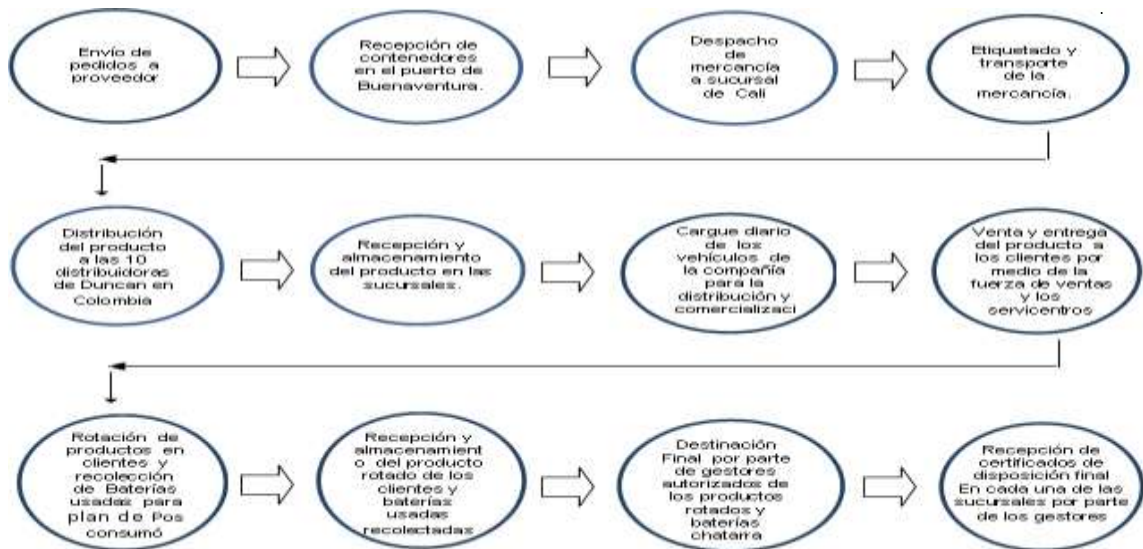 Envío de
pedidos a
proveedor
Recepción de
contenedores
en el puerto de
Buenaventura.
Despacho
de
mercancía
a sucursal
de Cali
Etiquetado y
transporte
de la
mercancía.
Distribución
del producto
a las 10
distribuidoras
de Duncan en
Colombia
Recepción y
almacenamiento
del producto en las
sucursales.
Cargue diario
de los
vehículos de
la compañía
para la
distribución y
comercializaci
Venta y entrega
del producto a
los clientes por
medio de la
fuerza de ventas
y los
servicentros
Rotación de
productos en
clientes y
recolección
de Baterías
usadas para
plan de Pos
consumó
Recepción y
almacenamient
o del producto
rotado de los
clientes y
baterías
usadas
recolectadas
Destinación
Final por parte
de gestores
autorizados de
los productos
rotados y
baterías
chatarra
Recepción de
certificados de
disposición final
En cada una de las
sucursales por parte
de los gestores